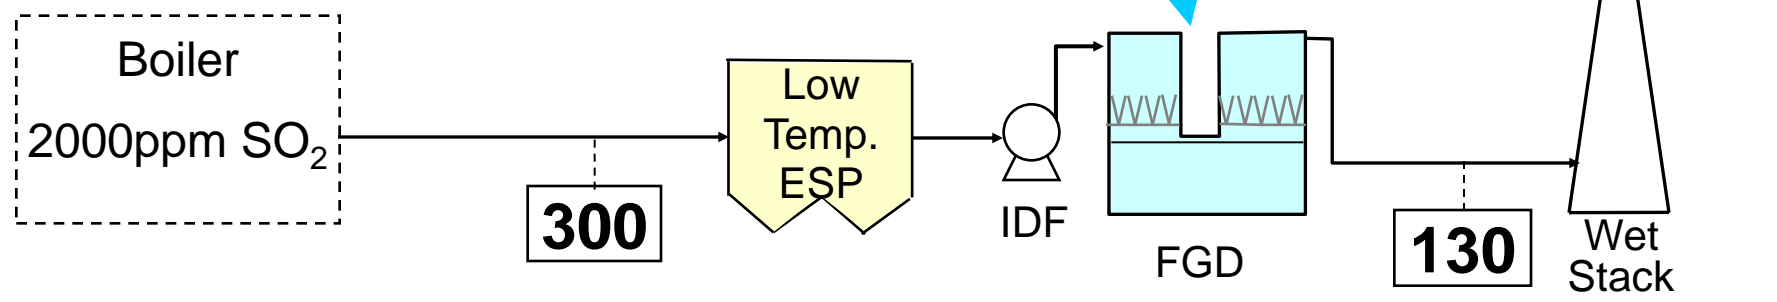 Boiler
2000ppm SO₂
300
Low
Temp.
ESP
IDF
FGD
130
Wet
Stack